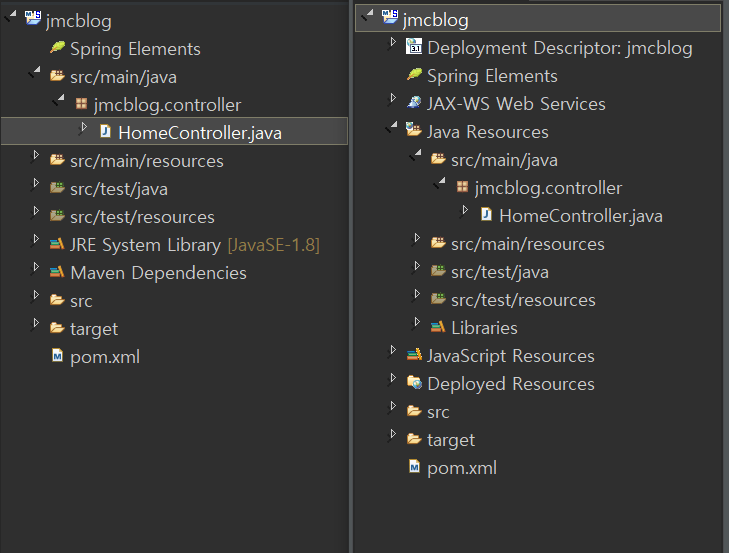 jmcblog
Spring Elements
src/main/java
jmcblog.controller
HomeController.java
src/main/resources
src/test/java
src/test/resources
JRE System Library [JavaSE-1.8]
Maven Dependencies
src
target
pom.xml
jmcblog
Deployment Descriptor: jmcblog
Spring Elements
JAX-WS Web Services
Java Resources
src/main/java
jmcblog.controller
HomeController.java
src/main/resources
src/test/java
src/test/resources
Libraries
JavaScript Resources
Deployed Resources
src
target
pom.xml